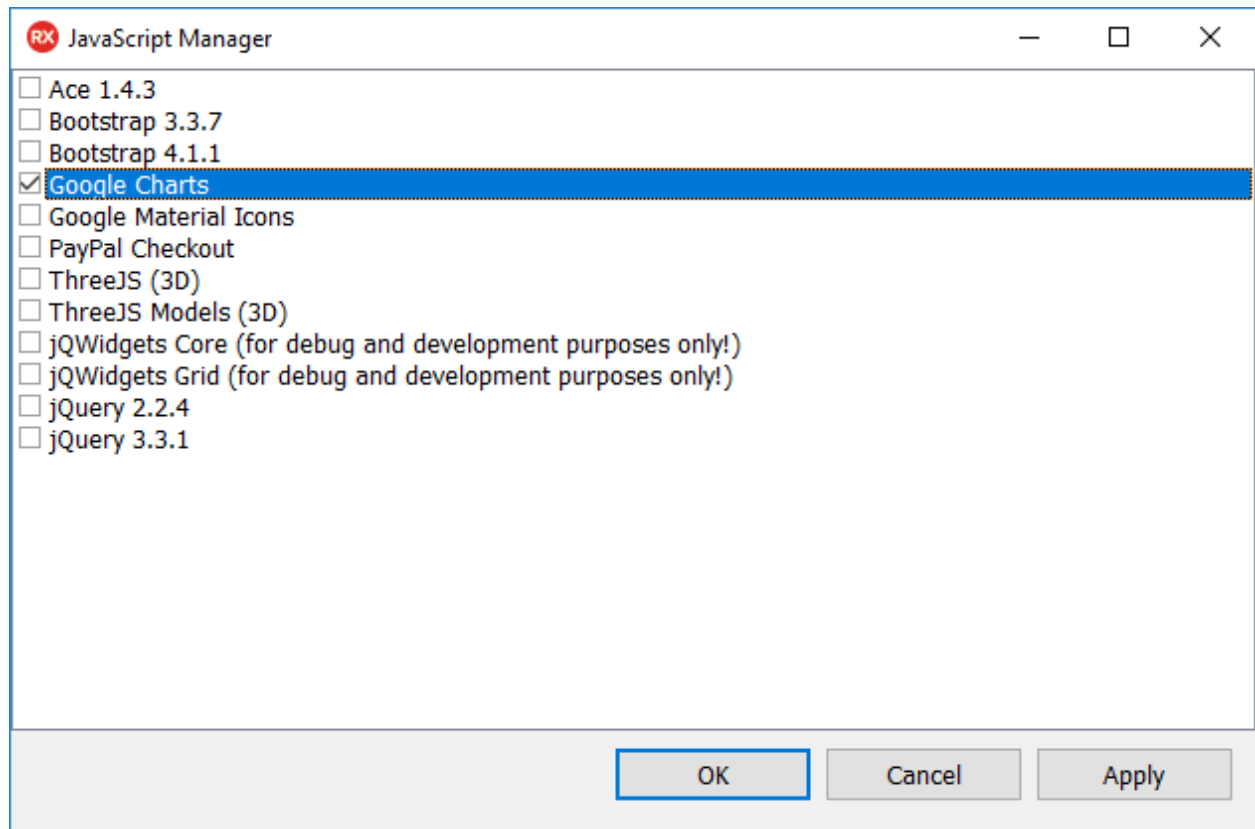 RX JavaScript Manager
Ace 1.4.3
Bootstrap 3.3.7
Bootstrap 4.1.1
Google Charts
Google Material Icons
PayPal Checkout
ThreeJS (3D)
ThreeJS Models (3D)
jQWidgets Core (for debug and development purposes only!)
jQWidgets Grid (for debug and development purposes only!)
jQuery 2.2.4
jQuery 3.3.1
OK Cancel Apply